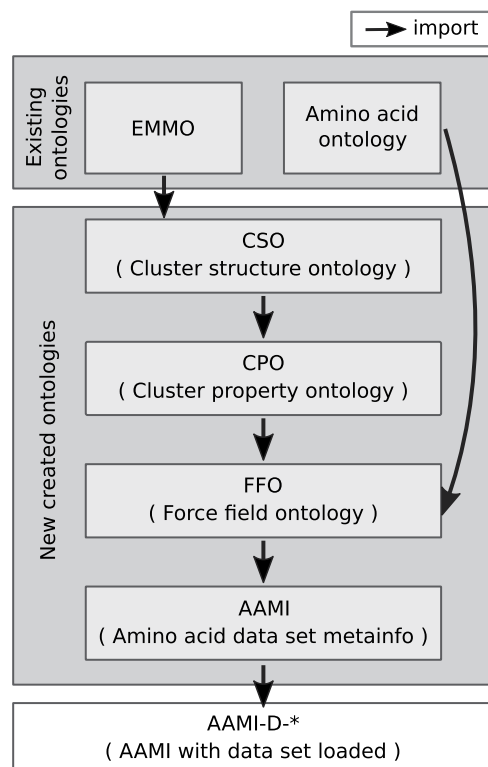 import
Existing
ontologies
EMMO
Amino acid
ontology
New created ontologies
CSO
( Cluster structure ontology )
CPO
( Cluster property ontology )
FFO
( Force field ontology )
AAMI
( Amino acid data set metainfo )
AAMI-D-*
( AAMI with data set loaded )